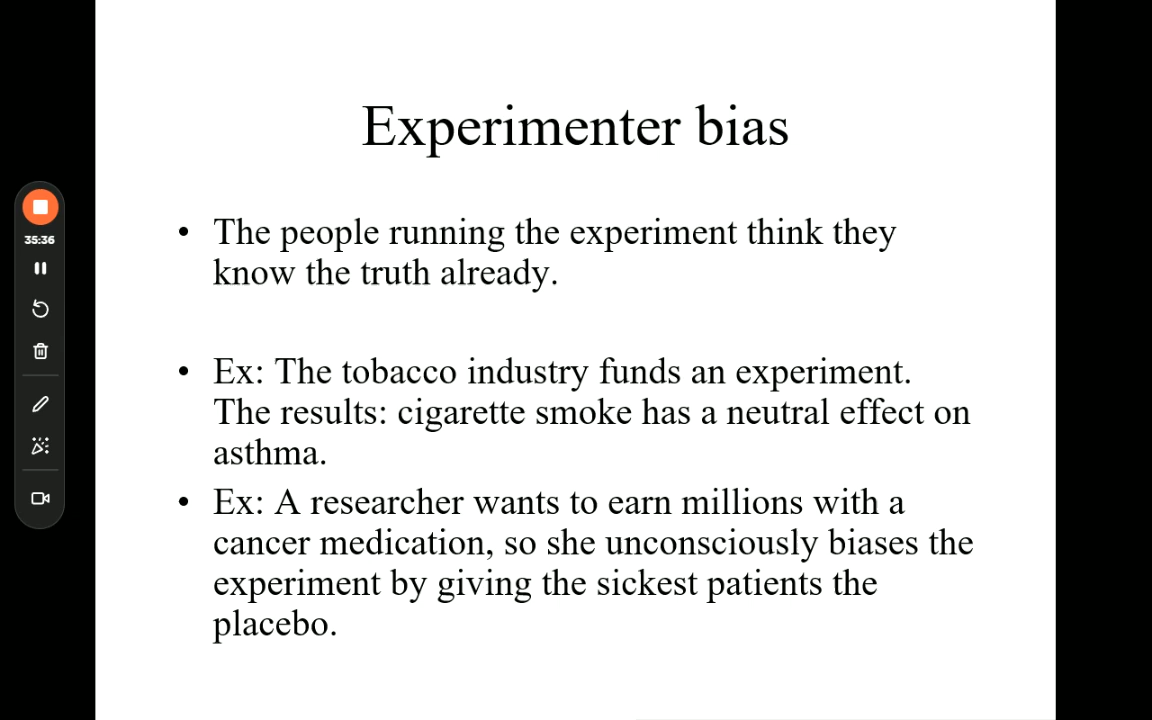 Experimenter bias
• The people running the experiment think they
know the truth already.
• Ex: The tobacco industry funds an experiment.
The results: cigarette smoke has a neutral effect on
asthma.
• Ex: A researcher wants to earn millions with a
cancer medication, so she unconsciously biases the
experiment by giving the sickest patients the
placebo.
35:36